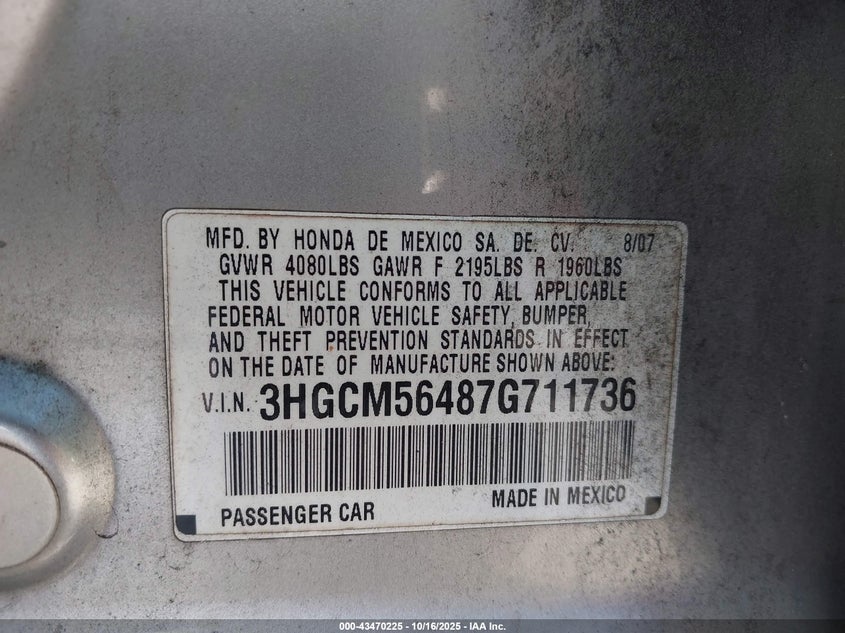 MFD. BY HONDA DE MEXICO SA. DE. CV. 8/07
GVWR 4080LBS GAWR F 2195LBS R 1960LBS
THIS VEHICLE CONFORMS TO ALL APPLICABLE
FEDERAL MOTOR VEHICLE SAFETY, BUMPER,
AND THEFT PREVENTION STANDARDS IN EFFECT
ON THE DATE OF MANUFACTURE SHOWN ABOVE:
V.I.N. 3HGCM56487G711736
PASSENGER CAR MADE IN MEXICO
000-43470225 - 10/16/2025 - IAA Inc.